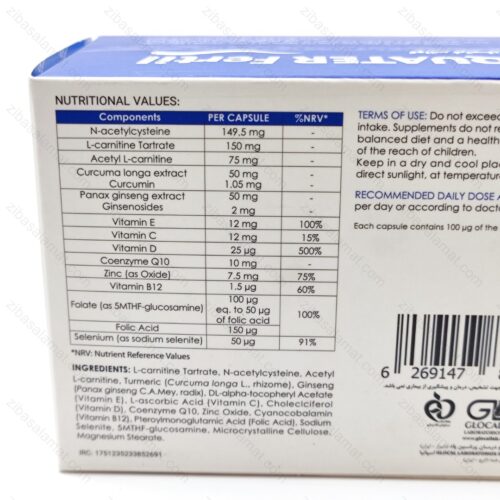 QUATER Fertil
NUTRITIONAL VALUES:
Components PER CAPSULE %NRV*
N-acetylcysteine 149.5 mg -
L-carnitine Tartrate 150 mg -
Acetyl L-carnitine 75 mg -
Curcuma longa extract 50 mg -
Curcumin 1.05 mg
Panax ginseng extract 50 mg -
Ginsenosides 2 mg
Vitamin E 12 mg 100%
Vitamin C 12 mg 15%
Vitamin D 25 µg 500%
Coenzyme Q10 10 mg -
Zinc (as Oxide) 7.5 mg 75%
Vitamin B12 1.5 µg 60%
Folate (as 5MTHF-glucosamine) 100 µg
eq. to 50 µg
of folic acid 100%
Folic Acid 150 µg
Selenium (as sodium selenite) 50 µg 91%
*NRV: Nutrient Reference Values
INGREDIENTS: L-carnitine Tartrate, N-acetylcysteine, Acetyl
L-carnitine, Turmeric (Curcuma longa L., rhizome), Ginseng
(Panax ginseng C.A.Mey, radix), DL-alpha-tocopheryl Acetate
(Vitamin E), L-ascorbic Acid (Vitamin C), Cholecalciferol
(Vitamin D), Coenzyme Q10, Zinc Oxide, Cyanocobalamin
(Vitamin B12), Pteroylmonoglutamic Acid (Folic Acid), Sodium
Selenite, 5MTHF-glucosamine, Microcrystalline Cellulose,
Magnesium Stearate.
IRC: 7512350233852691
TERMS OF USE: Do not exceed
intake. Supplements do not re
balanced diet and a health
of the reach of children.
Keep in a dry and cool plac
direct sunlight, at temperature
RECOMMENDED DAILY DOSE A
per day or according to docto
Each capsule contains 100 µg of the
6 269147
GLOCAL
LABORATORIOS
zibasalamat.com